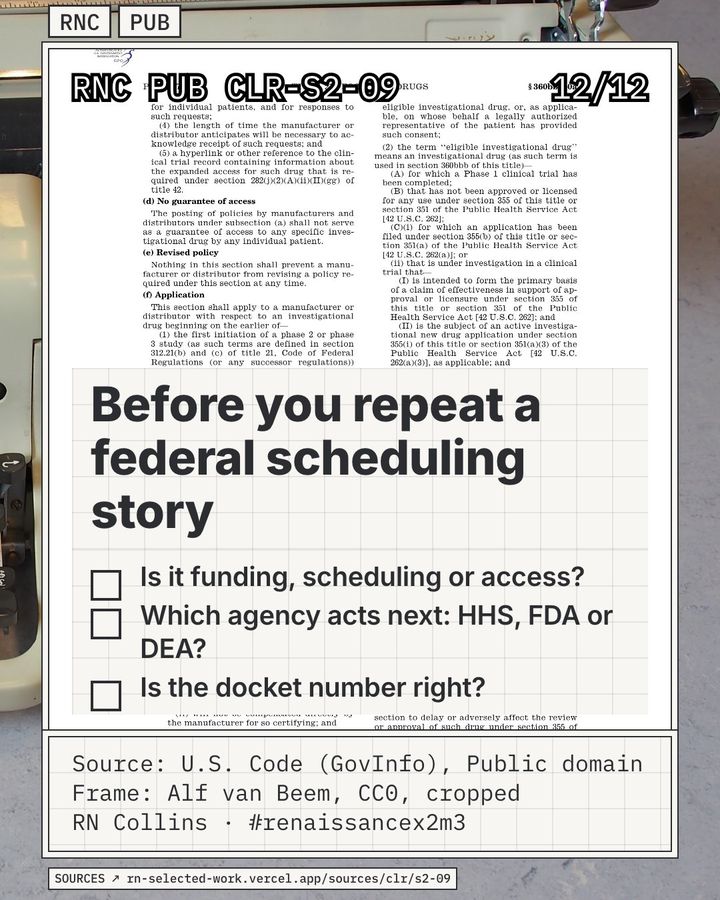 RNC PUB
RNC PUB CLR-S2-09 12/12
DRUGS
for individual patients, and for responses to
such requests;
(4) the length of time the manufacturer or
distributor anticipates will be necessary to ac-
knowledge receipt of such requests; and
(5) a hyperlink or other reference to the clin-
ical trial record containing information about
the expanded access for such drug that is re-
quired under section 282(j)(2)(A)(ii)(II)(gg) of
title 42.
(d) No guarantee of access
The posting of policies by manufacturers and
distributors under subsection (a) shall not serve
as a guarantee of access to any specific inves-
tigational drug by any individual patient.
(e) Revised policy
Nothing in this section shall prevent a manu-
facturer or distributor from revising a policy re-
quired under this section at any time.
(f) Application
This section shall apply to a manufacturer or
distributor with respect to an investigational
drug beginning on the earlier of—
(1) the first initiation of a phase 2 or phase
3 study (as such terms are defined in section
312.21(b) and (c) of title 21, Code of Federal
Regulations (or any successor regulations))
eligible investigational drug, or, as applica-
ble, on whose behalf a legally authorized
representative of the patient has provided
such consent;
(2) the term ‘‘eligible investigational drug’’
means an investigational drug (as such term is
used in section 360bbb of this title)—
(A) for which a Phase 1 clinical trial has
been completed;
(B) that has not been approved or licensed
for any use under section 355 of this title or
section 351 of the Public Health Service Act
[42 U.S.C. 262];
(C)(i) for which an application has been
filed under section 355(b) of this title or sec-
tion 351(a) of the Public Health Service Act
[42 U.S.C. 262(a)]; or
(ii) that is under investigation in a clinical
trial that—
(I) is intended to form the primary basis
of a claim of effectiveness in support of ap-
proval or licensure under section 355 of
this title or section 351 of the Public
Health Service Act [42 U.S.C. 262]; and
(II) is the subject of an active investiga-
tional new drug application under section
355(i) of this title or section 351(a)(3) of the
Public Health Service Act [42 U.S.C.
262(a)(3)], as applicable; and
Before you repeat a
federal scheduling
story
Is it funding, scheduling or access?
Which agency acts next: HHS, FDA or
DEA?
Is the docket number right?
the manufacturer for so certifying; and
section to delay or adversely affect the review
or approval of such drug under section 355 of
Source: U.S. Code (GovInfo), Public domain
Frame: Alf van Beem, CC0, cropped
RN Collins · #renaissancex2m3
SOURCES ↗ rn-selected-work.vercel.app/sources/clr/s2-09